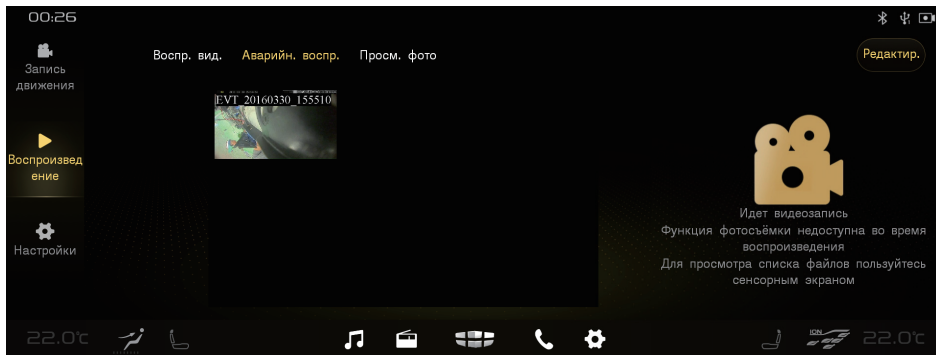 00:26
Запись
движения
Воспр. вид. Аварийн. воспр. Просм. фото
Редактир.
EVT_20160330_155510
Воспроизвед
ение
Настройки
Идет видеозапись
Функция фотосъёмки недоступна во время
воспроизведения
Для просмотра списка файлов пользуйтесь
сенсорным экраном
22.0°c
ION
22.0°c